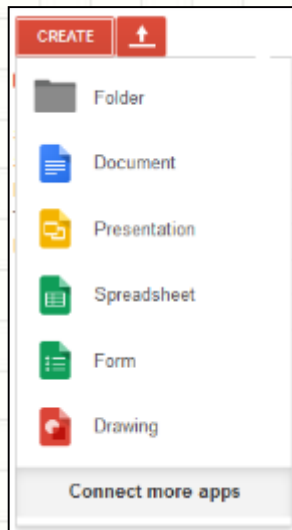 CREATE
Folder
Document
Presentation
Spreadsheet
Form
Drawing
Connect more apps